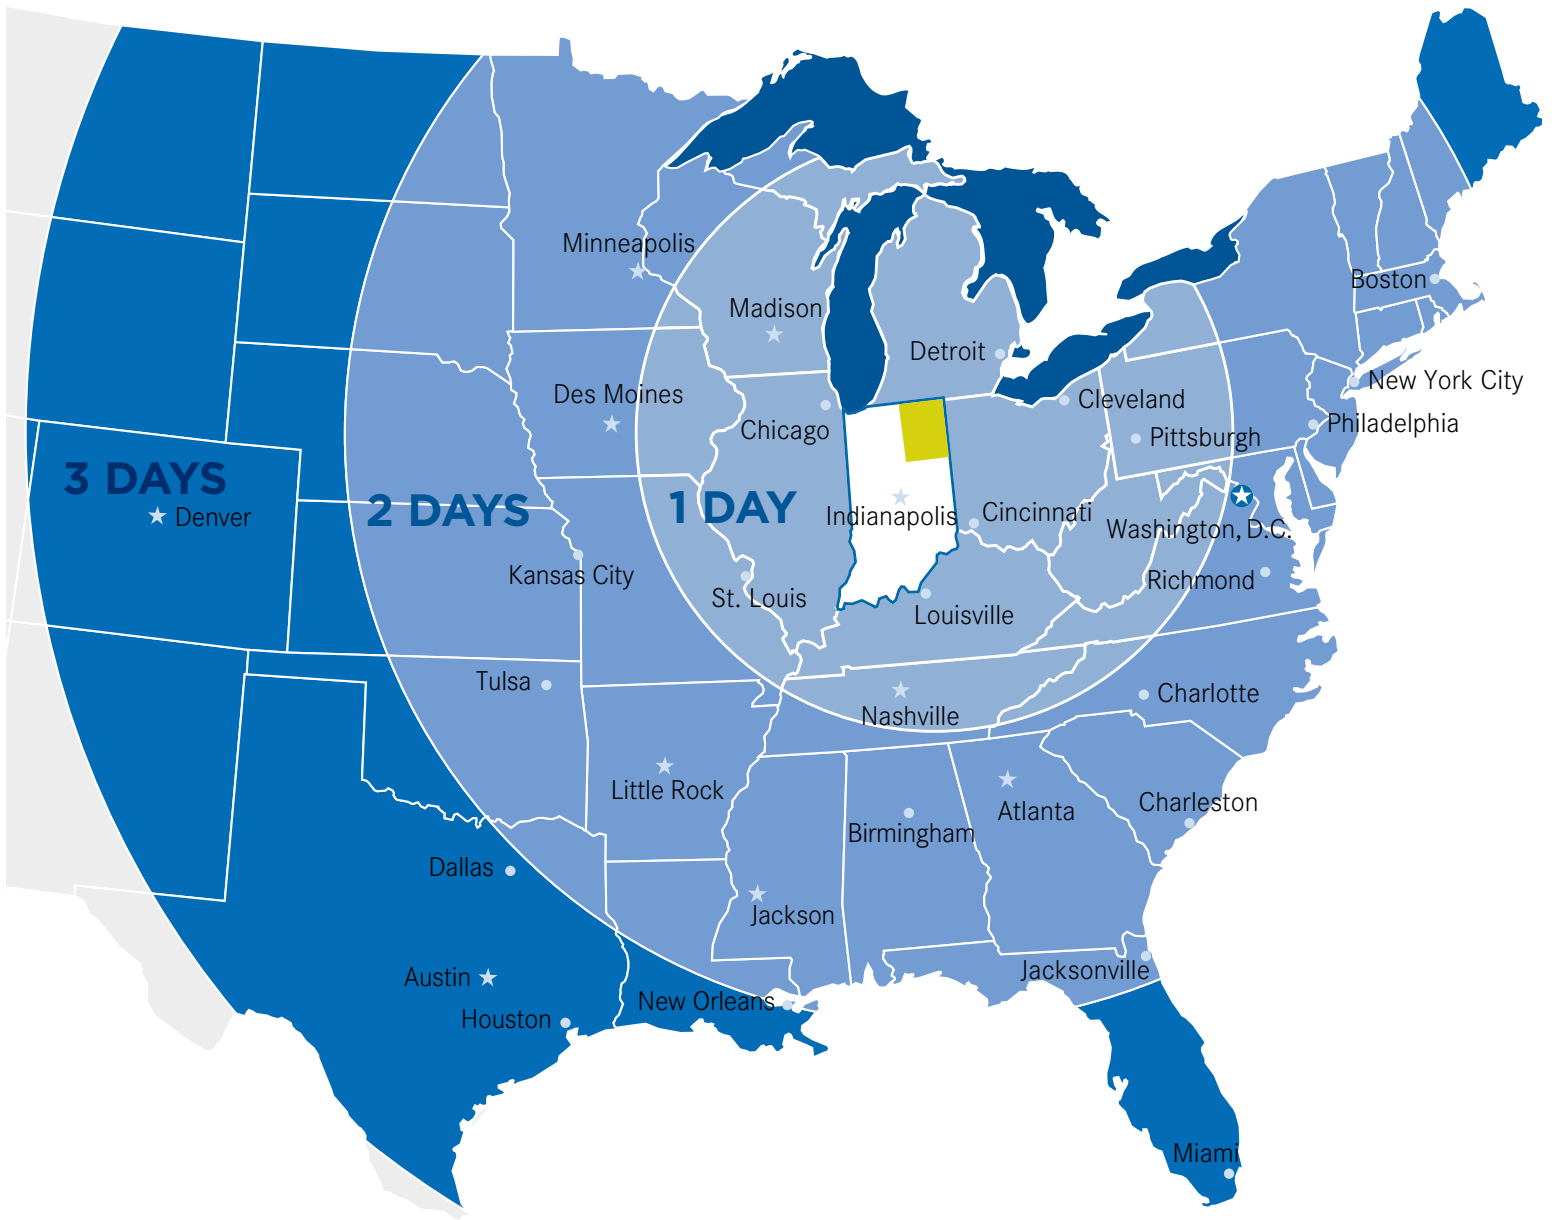 Minneapolis
Boston
Madison
Detroit
New York City
Des Moines
Cleveland
Chicago
Philadelphia
Pittsburgh
3 DAYS
2 DAYS
1 DAY
Denver
Indianapolis
Cincinnati
Washington, D.C.
Kansas City
Richmond
St. Louis
Louisville
Tulsa
Charlotte
Nashville
Little Rock
Charleston
Atlanta
Birmingham
Dallas
Jackson
Jacksonville
Austin
New Orleans
Houston
Miami